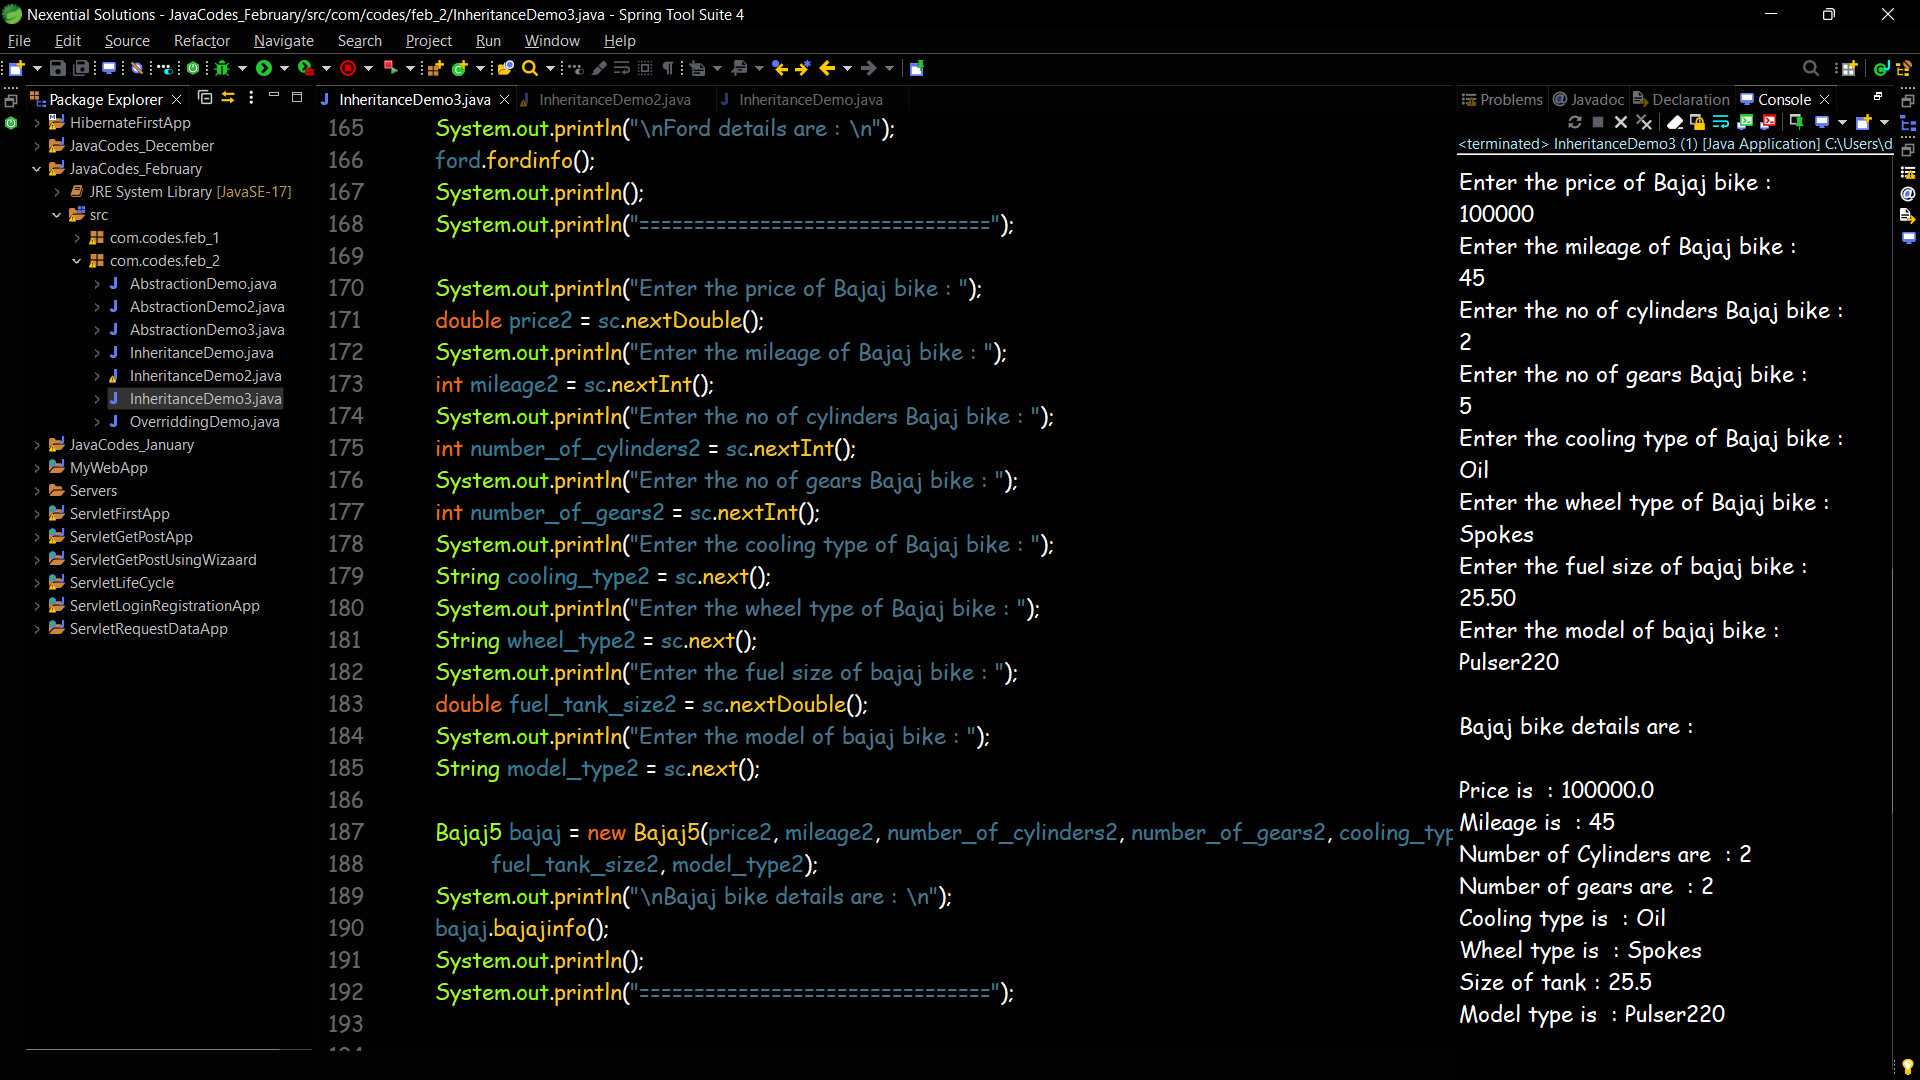 Nexential Solutions - JavaCodes_February/src/com/codes/feb_2/InheritanceDemo3.java - Spring Tool Suite 4
File Edit Source Refactor Navigate Search Project Run Window Help
Package Explorer
HibernateFirstApp
JavaCodes_December
JavaCodes_February
JRE System Library [JavaSE-17]
src
com.codes.feb_1
com.codes.feb_2
AbstractionDemo.java
AbstractionDemo2.java
AbstractionDemo3.java
InheritanceDemo.java
InheritanceDemo2.java
InheritanceDemo3.java
OverriddingDemo.java
JavaCodes_January
MyWebApp
Servers
ServletFirstApp
ServletGetPostApp
ServletGetPostUsingWizaard
ServletLifeCycle
ServletLoginRegistrationApp
ServletRequestDataApp
InheritanceDemo3.java InheritanceDemo2.java InheritanceDemo.java
165 System.out.println("\nFord details are : \n");
166 ford.fordinfo();
167 System.out.println();
168 System.out.println("================================");
169
170 System.out.println("Enter the price of Bajaj bike : ");
171 double price2 = sc.nextDouble();
172 System.out.println("Enter the mileage of Bajaj bike : ");
173 int mileage2 = sc.nextInt();
174 System.out.println("Enter the no of cylinders Bajaj bike : ");
175 int number_of_cylinders2 = sc.nextInt();
176 System.out.println("Enter the no of gears Bajaj bike : ");
177 int number_of_gears2 = sc.nextInt();
178 System.out.println("Enter the cooling type of Bajaj bike : ");
179 String cooling_type2 = sc.next();
180 System.out.println("Enter the wheel type of Bajaj bike : ");
181 String wheel_type2 = sc.next();
182 System.out.println("Enter the fuel size of bajaj bike : ");
183 double fuel_tank_size2 = sc.nextDouble();
184 System.out.println("Enter the model of bajaj bike : ");
185 String model_type2 = sc.next();
186
187 Bajaj5 bajaj = new Bajaj5(price2, mileage2, number_of_cylinders2, number_of_gears2, cooling_typ
188 fuel_tank_size2, model_type2);
189 System.out.println("\nBajaj bike details are : \n");
190 bajaj.bajajinfo();
191 System.out.println();
192 System.out.println("================================");
193
Problems Javadoc Declaration Console
<terminated> InheritanceDemo3 (1) [Java Application] C:\Users\d
Enter the price of Bajaj bike :
100000
Enter the mileage of Bajaj bike :
45
Enter the no of cylinders Bajaj bike :
2
Enter the no of gears Bajaj bike :
5
Enter the cooling type of Bajaj bike :
Oil
Enter the wheel type of Bajaj bike :
Spokes
Enter the fuel size of bajaj bike :
25.50
Enter the model of bajaj bike :
Pulser220
Bajaj bike details are :
Price is : 100000.0
Mileage is : 45
Number of Cylinders are : 2
Number of gears are : 2
Cooling type is : Oil
Wheel type is : Spokes
Size of tank : 25.5
Model type is : Pulser220